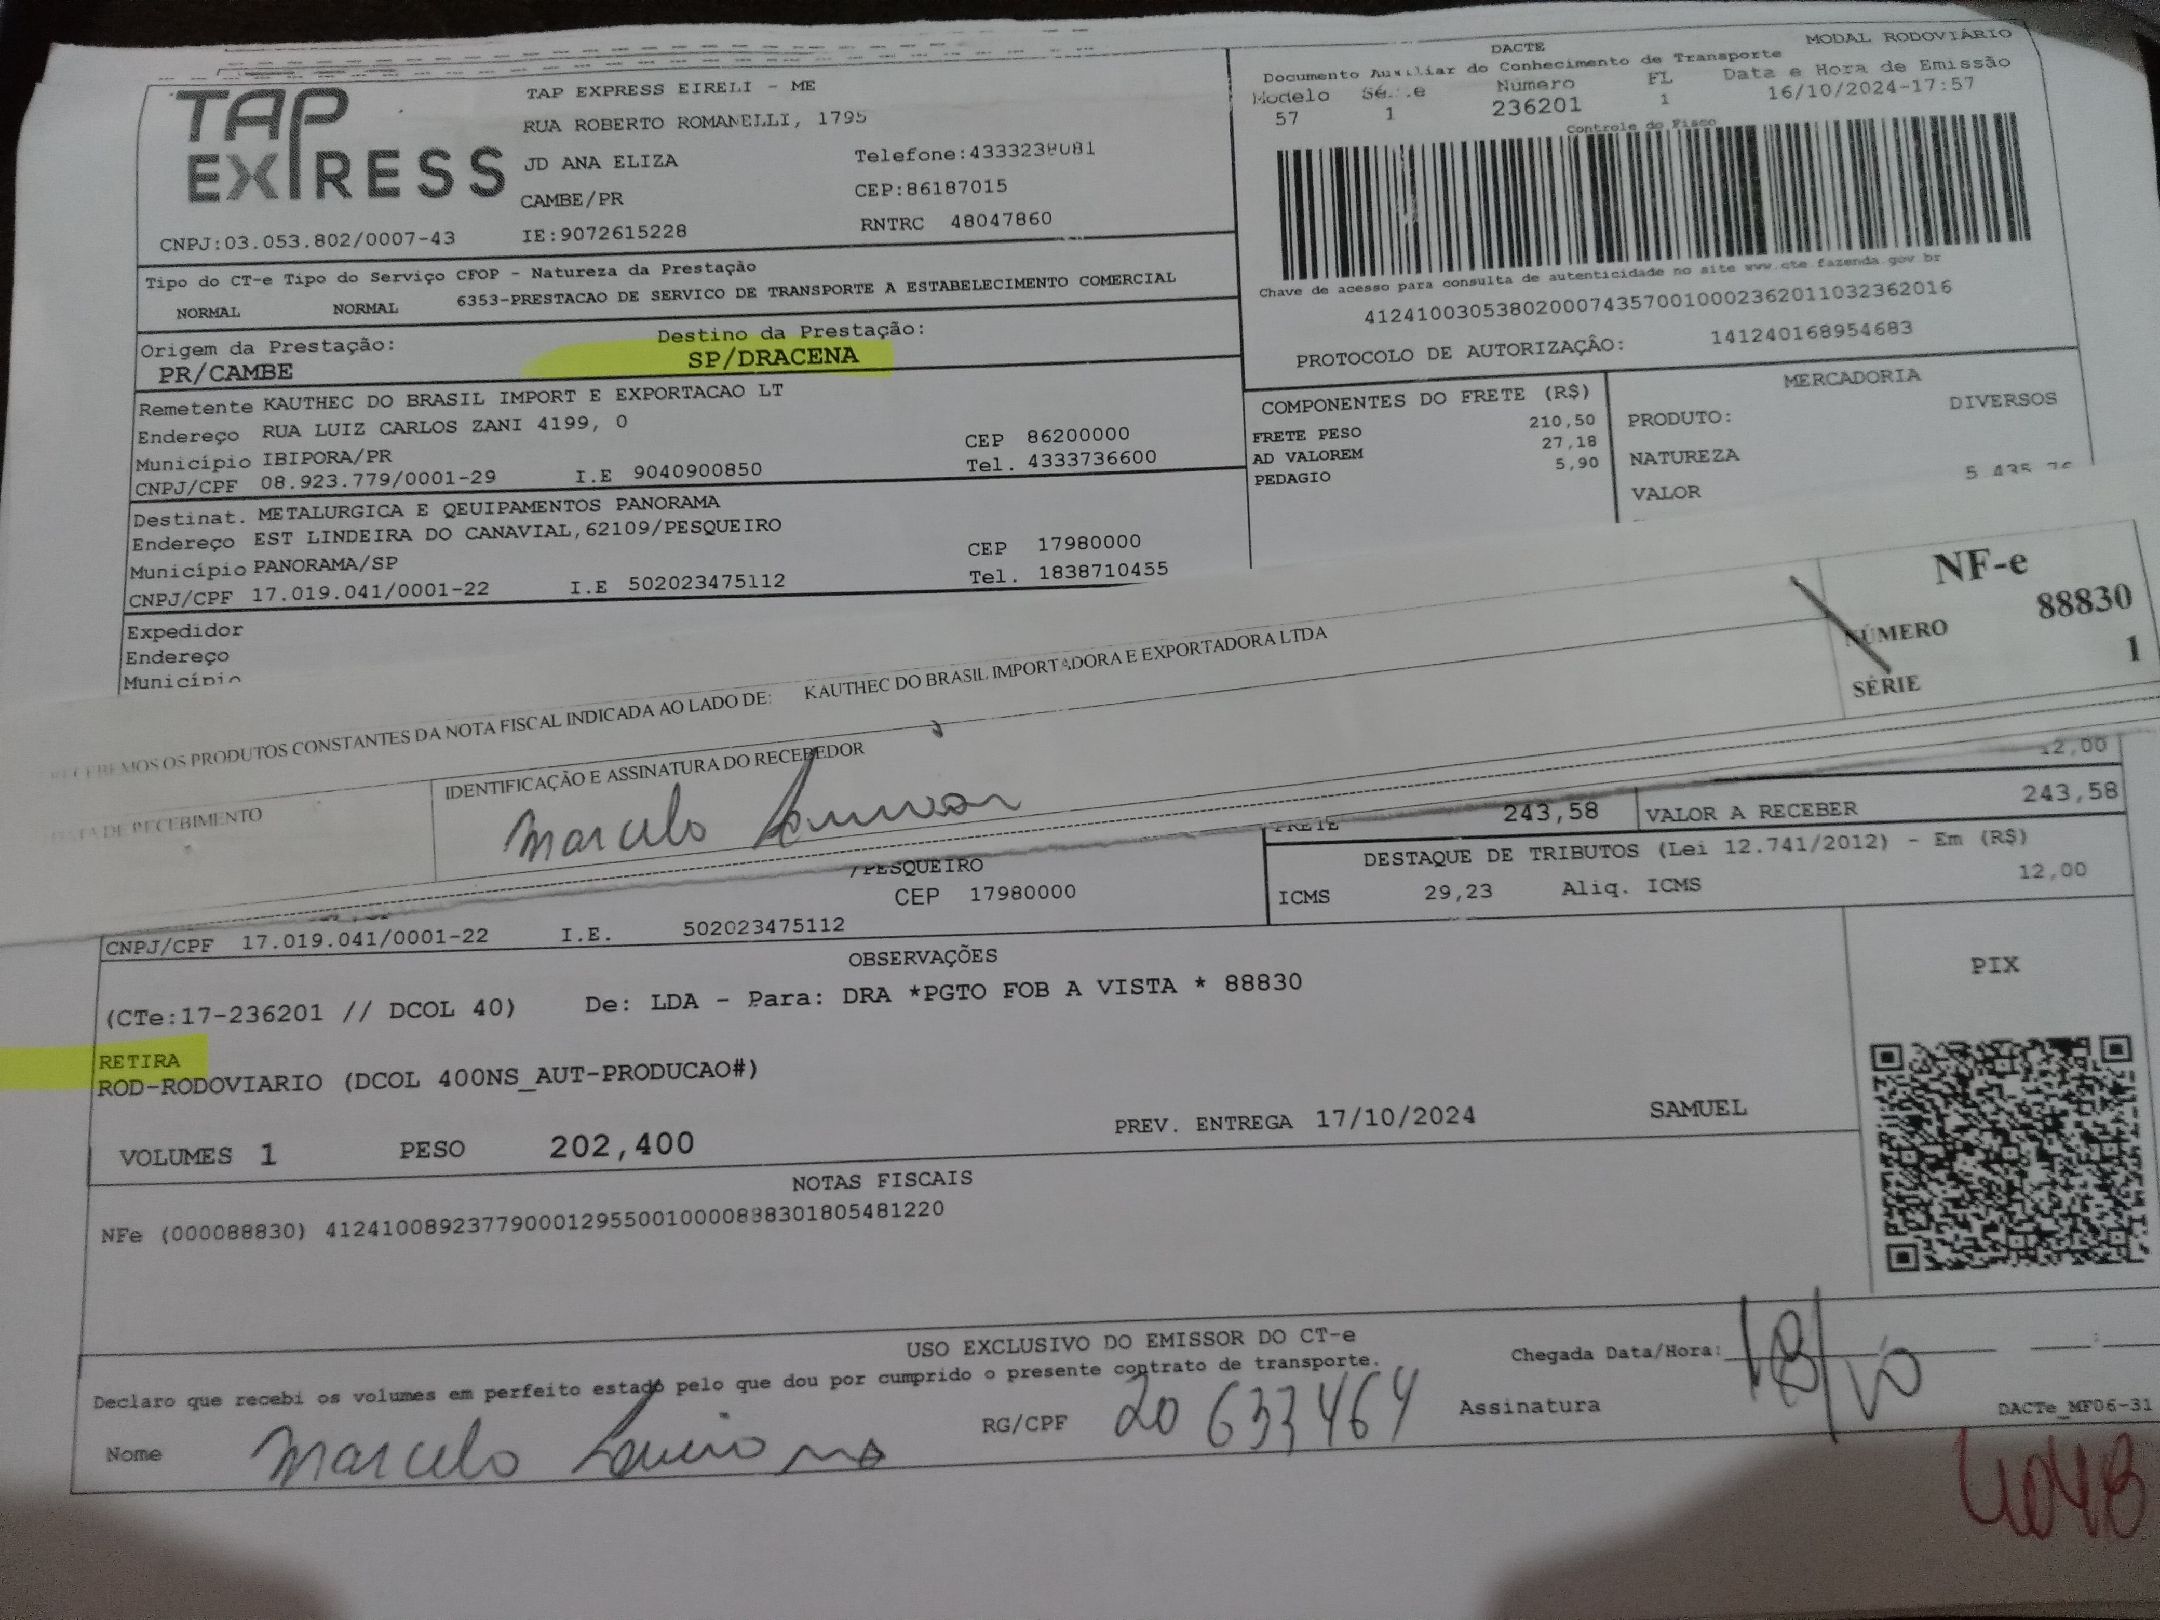 TAP EXPRESS
TAP EXPRESS EIRELI - ME
RUA ROBERTO ROMANELLI, 1795
JD ANA ELIZA Telefone:4333238081
CAMBE/PR CEP:86187015
CNPJ:03.053.802/0007-43 IE:9072615228 RNTRC 48047860
MODAL RODOVIÁRIO
DACTE
Documento Auxiliar do Conhecimento de Transporte
Modelo Série Número FL Data e Hora de Emissão
57 1 236201 1 16/10/2024-17:57
Controle do Fisco
Chave de acesso para consulta de autenticidade no site www.cte.fazenda.gov.br
41241003053802000743570010002362011032362016
PROTOCOLO DE AUTORIZAÇÃO: 141240168954683
Tipo do CT-e Tipo do Serviço CFOP - Natureza da Prestação
NORMAL NORMAL 6353-PRESTACAO DE SERVICO DE TRANSPORTE A ESTABELECIMENTO COMERCIAL
Origem da Prestação: Destino da Prestação:
PR/CAMBE SP/DRACENA
Remetente KAUTHEC DO BRASIL IMPORT E EXPORTACAO LT
Endereço RUA LUIZ CARLOS ZANI 4199, 0
Município IBIPORA/PR CEP 86200000
CNPJ/CPF 08.923.779/0001-29 I.E 9040900850 Tel. 4333736600
Destinat. METALURGICA E QEUIPAMENTOS PANORAMA
Endereço EST LINDEIRA DO CANAVIAL,62109/PESQUEIRO
Município PANORAMA/SP CEP 17980000
CNPJ/CPF 17.019.041/0001-22 I.E 502023475112 Tel. 1838710455
Expedidor
Endereço
Município
COMPONENTES DO FRETE (R$)
FRETE PESO 210,50
AD VALOREM 27,18
PEDAGIO 5,90
MERCADORIA
PRODUTO: DIVERSOS
NATUREZA
VALOR
NF-e
NÚMERO 88830
SÉRIE 1
RECEBEMOS OS PRODUTOS CONSTANTES DA NOTA FISCAL INDICADA AO LADO DE: KAUTHEC DO BRASIL IMPORTADORA E EXPORTADORA LTDA
DATA DE RECEBIMENTO IDENTIFICAÇÃO E ASSINATURA DO RECEBEDOR
Marcelo
12,00
FRETE 243,58 VALOR A RECEBER 243,58
DESTAQUE DE TRIBUTOS (Lei 12.741/2012) - Em (R$)
ICMS 29,23 Aliq. ICMS 12,00
/PESQUEIRO
CEP 17980000
CNPJ/CPF 17.019.041/0001-22 I.E. 502023475112
OBSERVAÇÕES
(CTe:17-236201 // DCOL 40) De: LDA - Para: DRA *PGTO FOB A VISTA * 88830
RETIRA
ROD-RODOVIARIO (DCOL 400NS_AUT-PRODUCAO#)
VOLUMES 1 PESO 202,400 PREV. ENTREGA 17/10/2024 SAMUEL
PIX
NOTAS FISCAIS
NFe (000088830) 41241008923779000129550010000888301805481220
USO EXCLUSIVO DO EMISSOR DO CT-e
Declaro que recebi os volumes em perfeito estado pelo que dou por cumprido o presente contrato de transporte.
Chegada Data/Hora: 18/10
Nome Marcelo RG/CPF 20 633464 Assinatura
DACTe_MF06-31